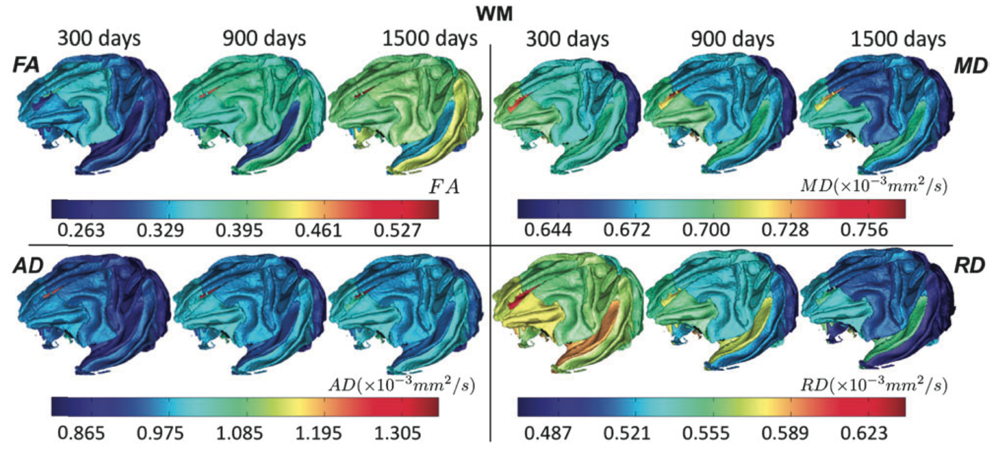 WM
300 days 900 days 1500 days 300 days 900 days 1500 days
FA MD
FA MD(×10⁻³mm²/s)
0.263 0.329 0.395 0.461 0.527 0.644 0.672 0.700 0.728 0.756
AD RD
AD(×10⁻³mm²/s) RD(×10⁻³mm²/s)
0.865 0.975 1.085 1.195 1.305 0.487 0.521 0.555 0.589 0.623